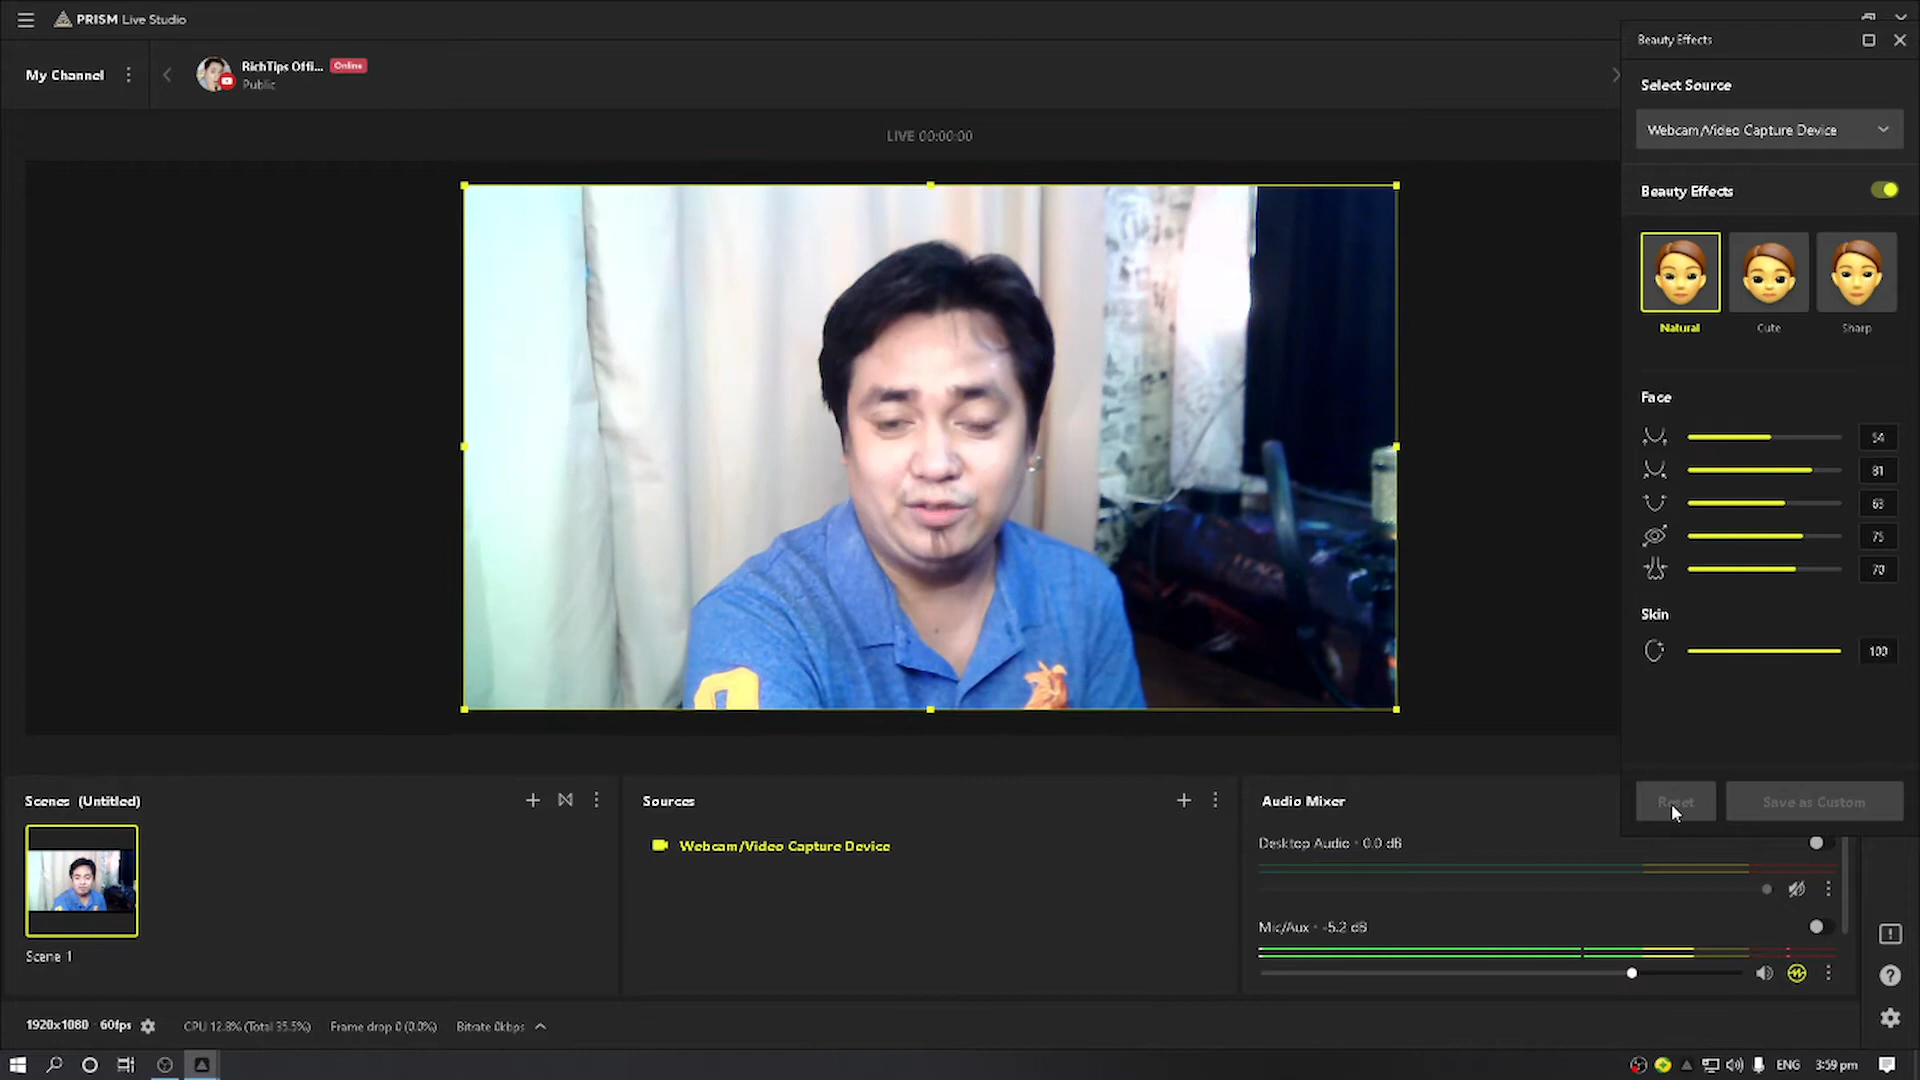 PRISM Live Studio
Beauty Effects
My Channel
RichTips Offi... Online
Public
Select Source
Webcam/Video Capture Device
LIVE 00:00:00
Beauty Effects
Natural Cute Sharp
Face
54
81
63
75
70
Skin
100
Reset Save as Custom
Scenes (Untitled)
Scene 1
Sources
Webcam/Video Capture Device
Audio Mixer
Desktop Audio · 0.0 dB
Mic/Aux · -5.2 dB
1920x1080 · 60fps CPU 12.8% (Total 35.5%) Frame drop 0 (0.0%) Bitrate 0kbps
ENG 3:59 pm